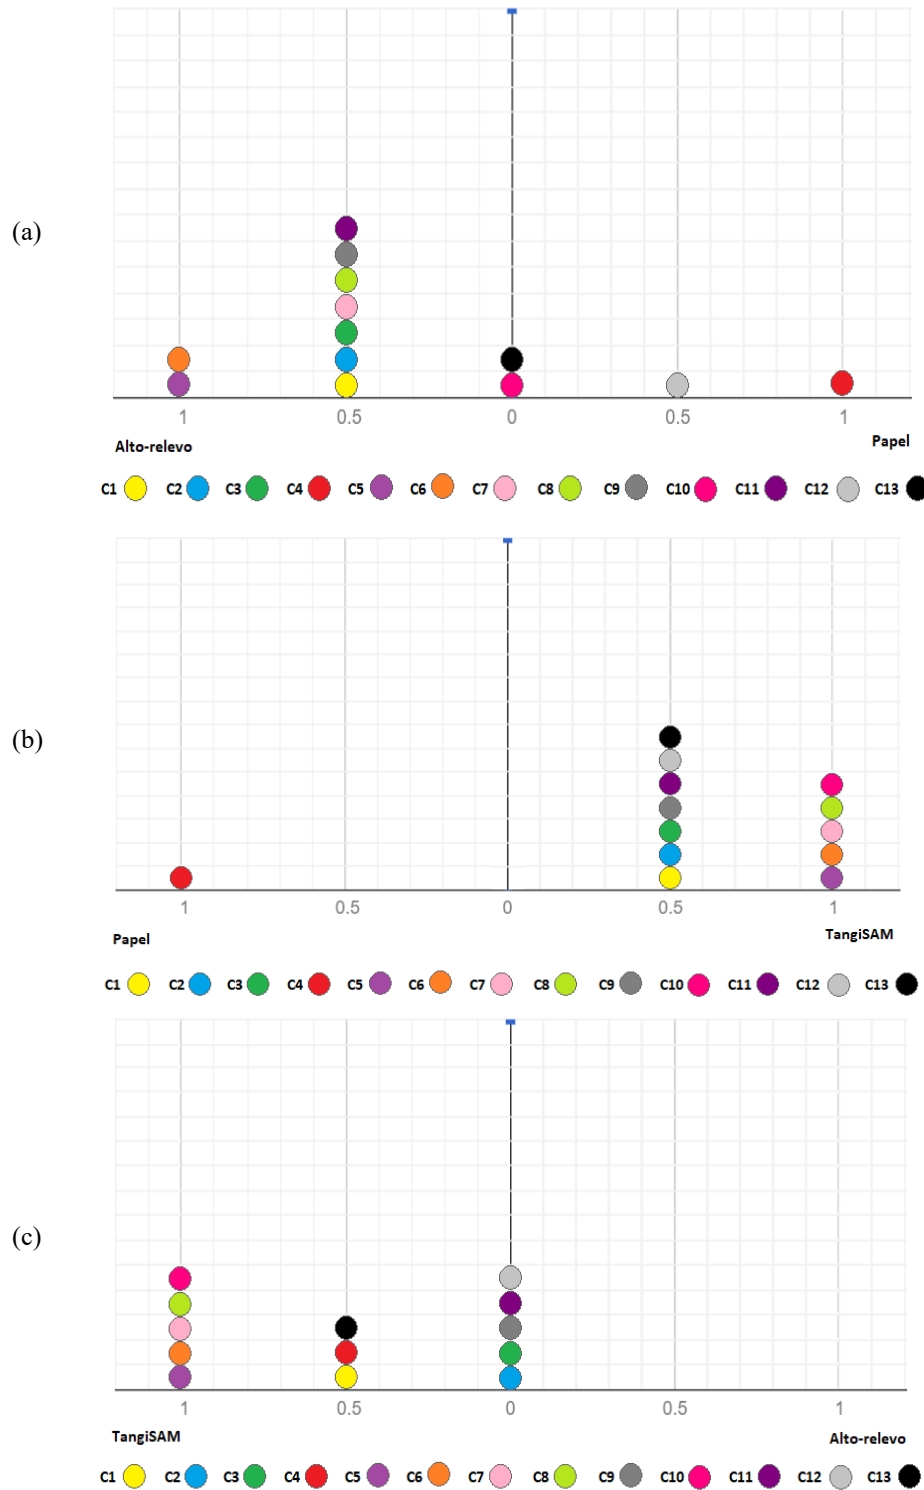 (a)
1 0.5 0 0.5 1
Alto-relevo Papel
C1 C2 C3 C4 C5 C6 C7 C8 C9 C10 C11 C12 C13
(b)
1 0.5 0 0.5 1
Papel TangiSAM
C1 C2 C3 C4 C5 C6 C7 C8 C9 C10 C11 C12 C13
(c)
1 0.5 0 0.5 1
TangiSAM Alto-relevo
C1 C2 C3 C4 C5 C6 C7 C8 C9 C10 C11 C12 C13